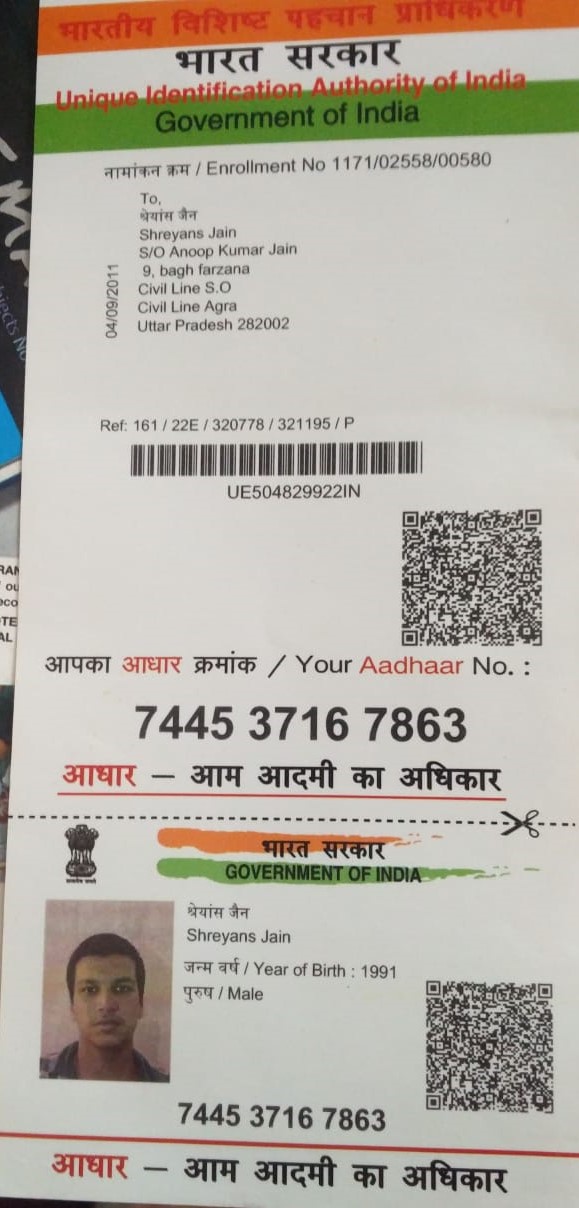 भारतीय विशिष्ट पहचान प्राधिकरण
भारत सरकार
Unique Identification Authority of India
Government of India
नामांकन क्रम / Enrollment No 1171/02558/00580
To,
श्रेयांस जैन
Shreyans Jain
S/O Anoop Kumar Jain
9, bagh farzana
Civil Line S.O
Civil Line Agra
Uttar Pradesh 282002
04/09/2011
Ref: 161 / 22E / 320778 / 321195 / P
UE504829922IN
आपका आधार क्रमांक / Your Aadhaar No. :
7445 3716 7863
आधार – आम आदमी का अधिकार
भारत सरकार
GOVERNMENT OF INDIA
श्रेयांस जैन
Shreyans Jain
जन्म वर्ष / Year of Birth : 1991
पुरुष / Male
7445 3716 7863
आधार – आम आदमी का अधिकार